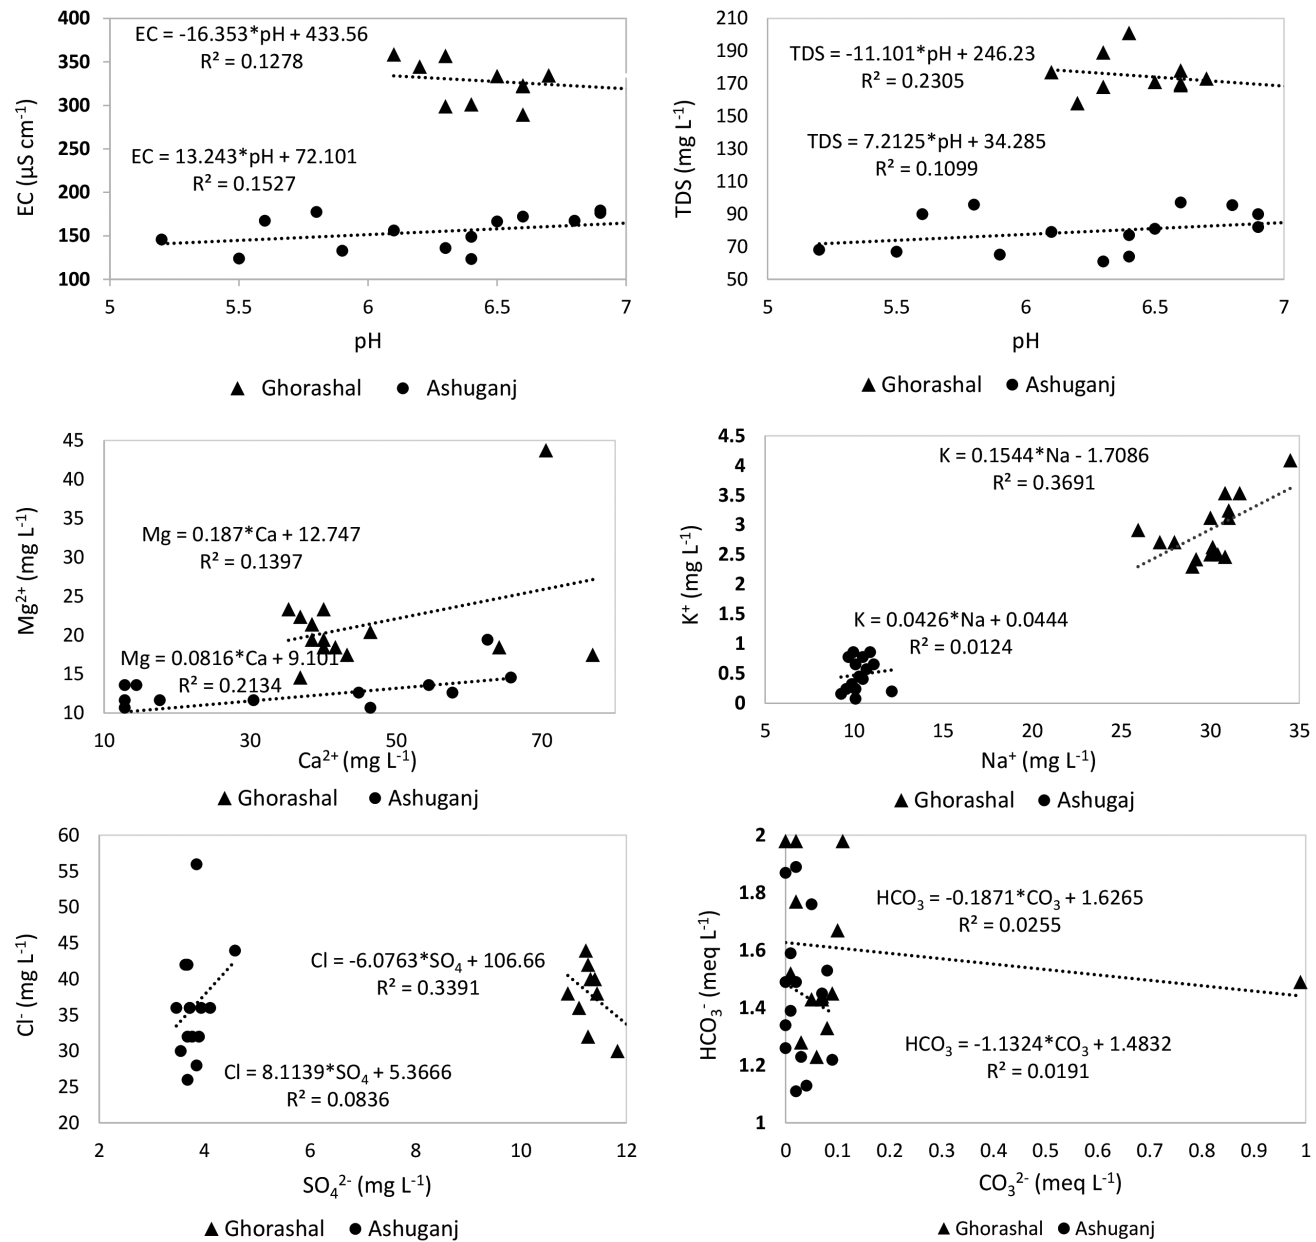 EC = -16.353*pH + 433.56
R² = 0.1278
EC = 13.243*pH + 72.101
R² = 0.1527
EC (µS cm⁻¹)
400
350
300
250
200
150
100
5 5.5 6 6.5 7
pH
Ghorashal Ashuganj
TDS = -11.101*pH + 246.23
R² = 0.2305
TDS = 7.2125*pH + 34.285
R² = 0.1099
TDS (mg L⁻¹)
210
190
170
150
130
110
90
70
50
5 5.5 6 6.5 7
pH
Ghorashal Ashuganj
Mg = 0.187*Ca + 12.747
R² = 0.1397
Mg = 0.0816*Ca + 9.101
R² = 0.2134
Mg²⁺ (mg L⁻¹)
45
40
35
30
25
20
15
10
10 30 50 70
Ca²⁺ (mg L⁻¹)
Ghorashal Ashuganj
K = 0.1544*Na - 1.7086
R² = 0.3691
K = 0.0426*Na + 0.0444
R² = 0.0124
K⁺ (mg L⁻¹)
4.5
4
3.5
3
2.5
2
1.5
1
0.5
0
5 10 15 20 25 30 35
Na⁺ (mg L⁻¹)
Ghorashal Ashugaj
Cl = -6.0763*SO₄ + 106.66
R² = 0.3391
Cl = 8.1139*SO₄ + 5.3666
R² = 0.0836
Cl⁻ (mg L⁻¹)
60
55
50
45
40
35
30
25
20
2 4 6 8 10 12
SO₄²⁻ (mg L⁻¹)
Ghorashal Ashuganj
HCO₃ = -0.1871*CO₃ + 1.6265
R² = 0.0255
HCO₃ = -1.1324*CO₃ + 1.4832
R² = 0.0191
HCO₃⁻ (meq L⁻¹)
2
1.8
1.6
1.4
1.2
1
0 0.1 0.2 0.3 0.4 0.5 0.6 0.7 0.8 0.9 1
CO₃²⁻ (meq L⁻¹)
Ghorashal Ashuganj